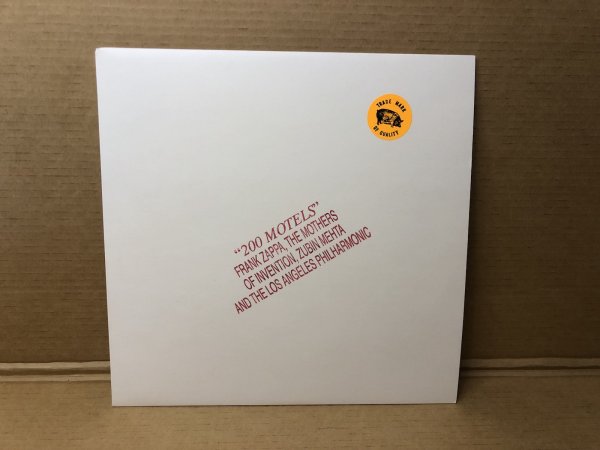 TRADE MARK
OF QUALITY
"200 MOTELS"
FRANK ZAPPA, THE MOTHERS
OF INVENTION, ZUBIN MEHTA
AND THE LOS ANGELES PHILHARMONIC